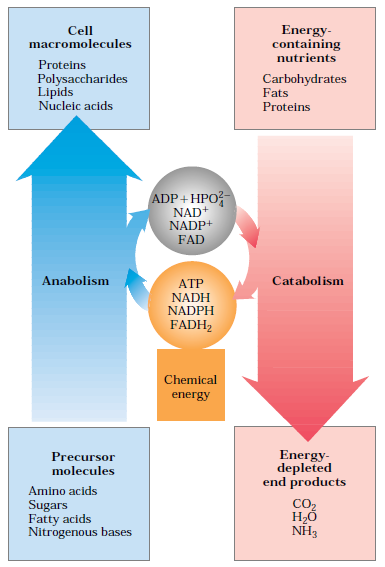 Cell
macromolecules
Proteins
Polysaccharides
Lipids
Nucleic acids
Energy-
containing
nutrients
Carbohydrates
Fats
Proteins
ADP + HPO₄²⁻
NAD⁺
NADP⁺
FAD
Anabolism
ATP
NADH
NADPH
FADH₂
Catabolism
Chemical
energy
Precursor
molecules
Amino acids
Sugars
Fatty acids
Nitrogenous bases
Energy-
depleted
end products
CO₂
H₂O
NH₃